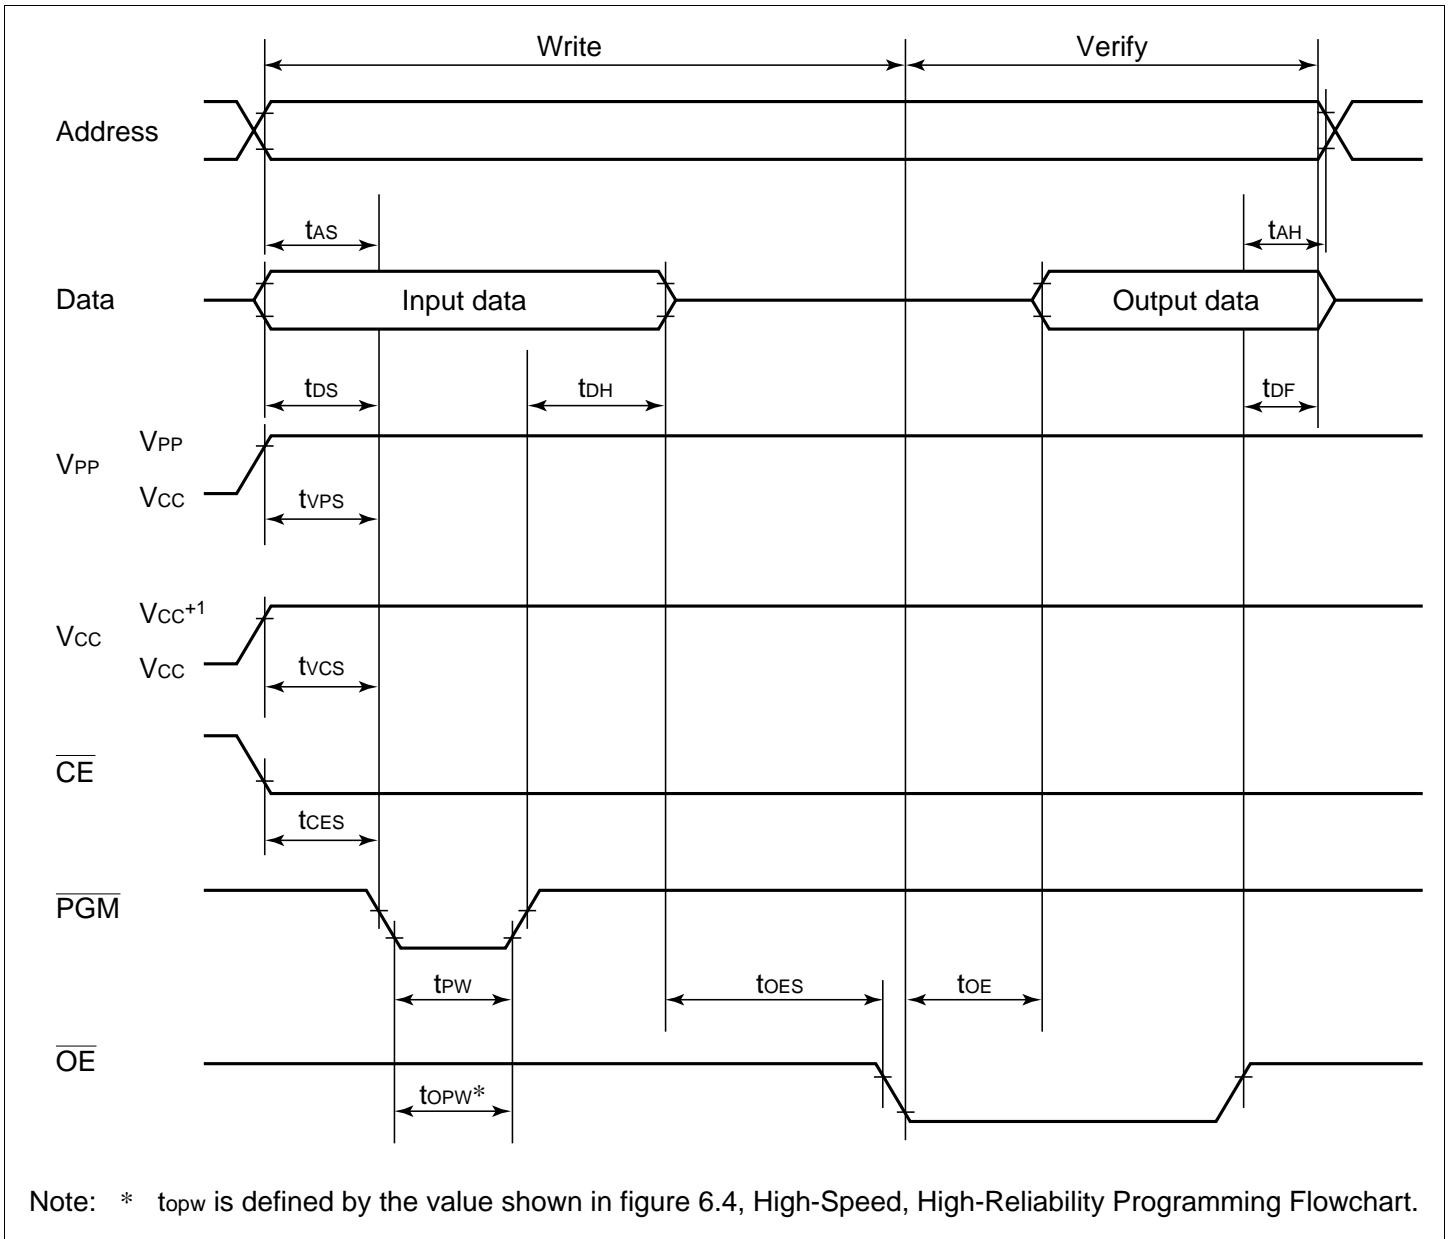 Write Verify
Address
tAS tAH
Data Input data Output data
tDS tDH tDF
VPP VPP
VCC
tVPS
VCC VCC+1
VCC
tVCS
CE
tCES
PGM
tPW tOES tOE
OE
tOPW*
Note: * topw is defined by the value shown in figure 6.4, High-Speed, High-Reliability Programming Flowchart.